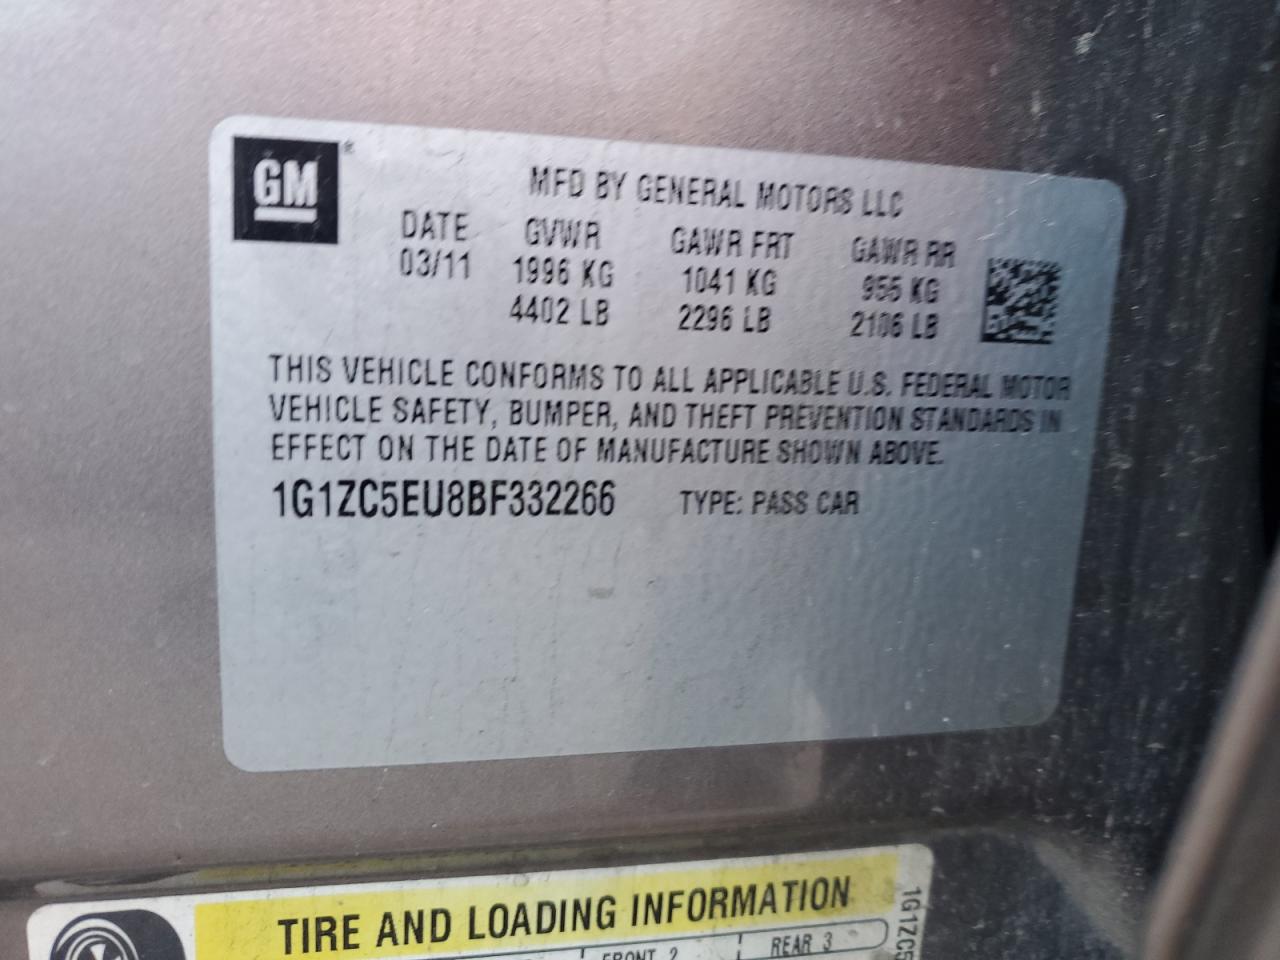 GM
MFD BY GENERAL MOTORS LLC
DATE GVWR GAWR FRT GAWR RR
03/11 1996 KG 1041 KG 955 KG
4402 LB 2296 LB 2106 LB
THIS VEHICLE CONFORMS TO ALL APPLICABLE U.S. FEDERAL MOTOR
VEHICLE SAFETY, BUMPER, AND THEFT PREVENTION STANDARDS IN
EFFECT ON THE DATE OF MANUFACTURE SHOWN ABOVE.
1G1ZC5EU8BF332266 TYPE: PASS CAR
TIRE AND LOADING INFORMATION
FRONT 2 REAR 3
1G1ZC5